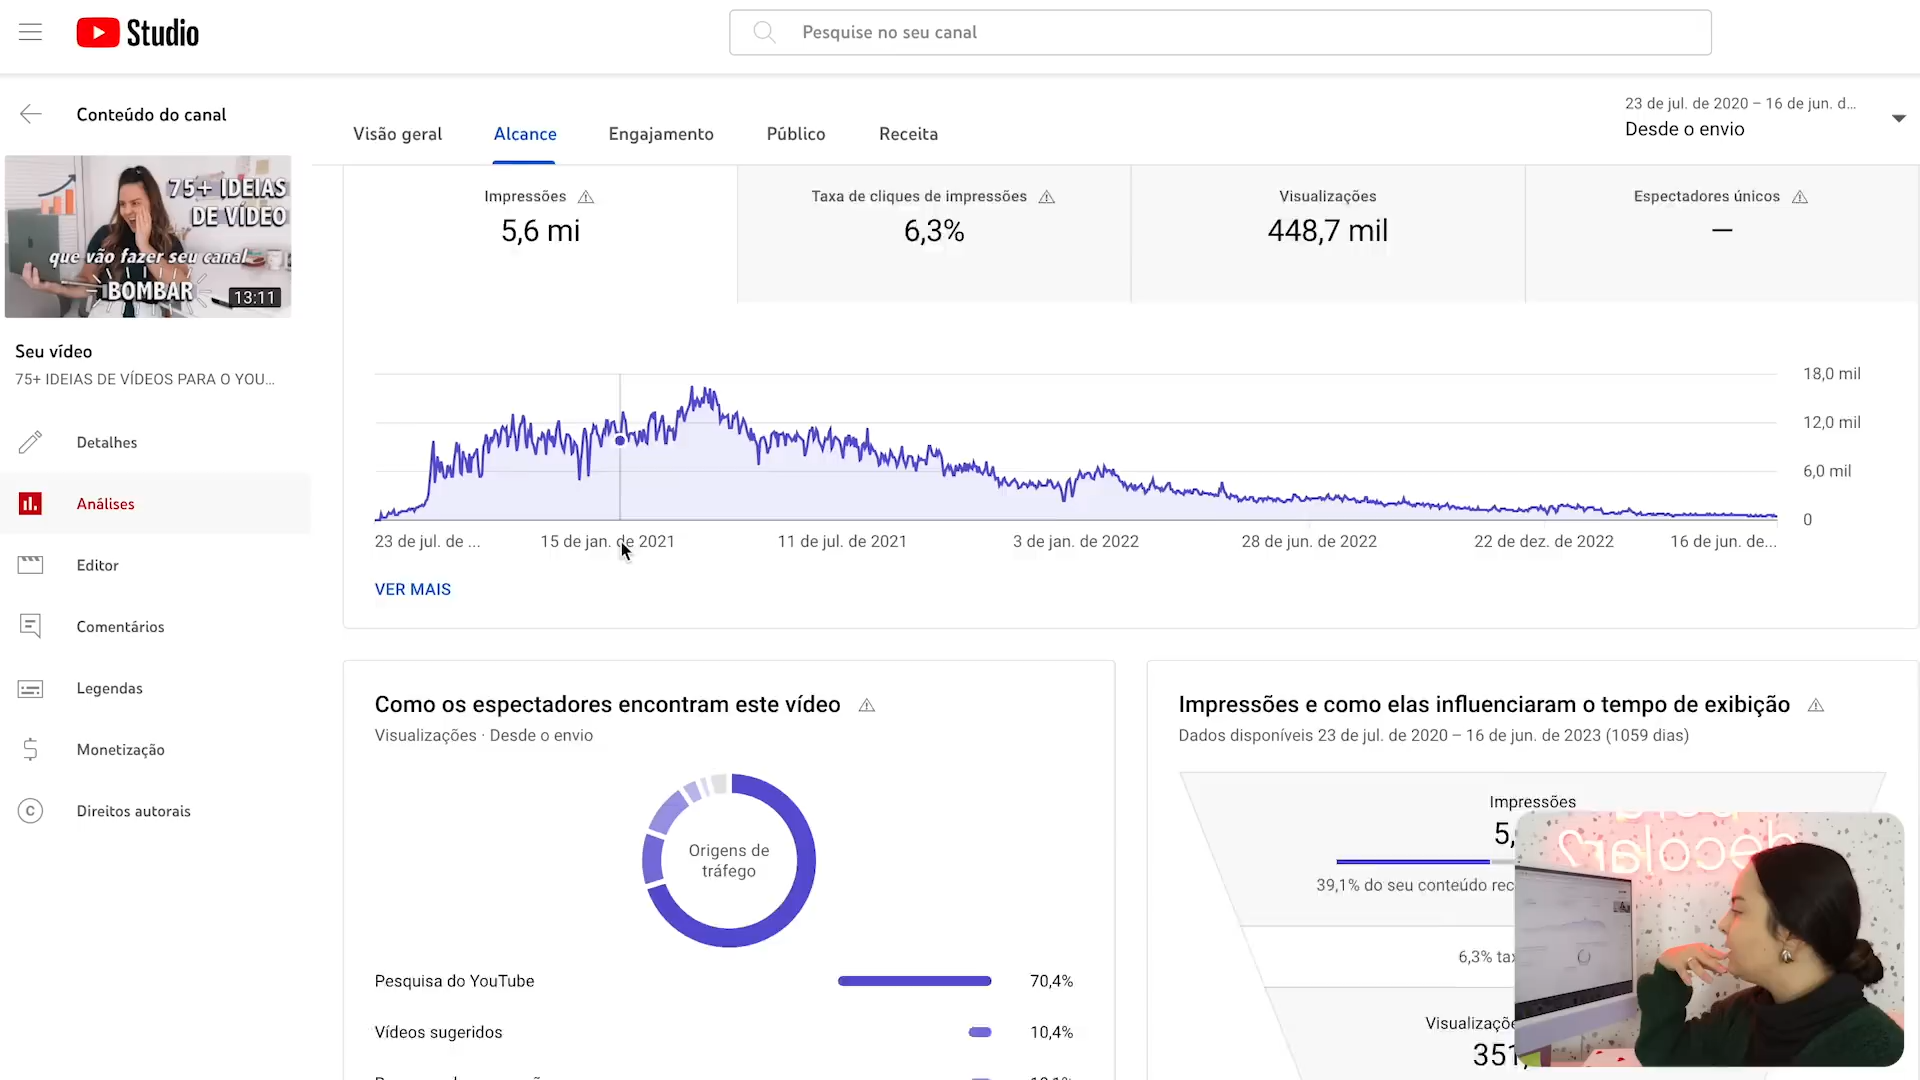 Studio
Pesquise no seu canal
Conteúdo do canal
75+ IDEIAS
DE VÍDEO
que vão fazer seu canal
BOMBAR
13:11
Seu vídeo
75+ IDEIAS DE VÍDEOS PARA O YOU...
Detalhes
Análises
Editor
Comentários
Legendas
Monetização
Direitos autorais
Visão geral
Alcance
Engajamento
Público
Receita
23 de jul. de 2020 – 16 de jun. d...
Desde o envio
Impressões
5,6 mi
Taxa de cliques de impressões
6,3%
Visualizações
448,7 mil
Espectadores únicos
—
18,0 mil
12,0 mil
6,0 mil
0
23 de jul. de ...
15 de jan. de 2021
11 de jul. de 2021
3 de jan. de 2022
28 de jun. de 2022
22 de dez. de 2022
16 de jun. de...
VER MAIS
Como os espectadores encontram este vídeo
Visualizações · Desde o envio
Origens de
tráfego
Pesquisa do YouTube
70,4%
Vídeos sugeridos
10,4%
Impressões e como elas influenciaram o tempo de exibição
Dados disponíveis 23 de jul. de 2020 – 16 de jun. de 2023 (1059 dias)
Impressões
5,
39,1% do seu conteúdo rec
6,3% tax
Visualizaçõe
351,
decolar?